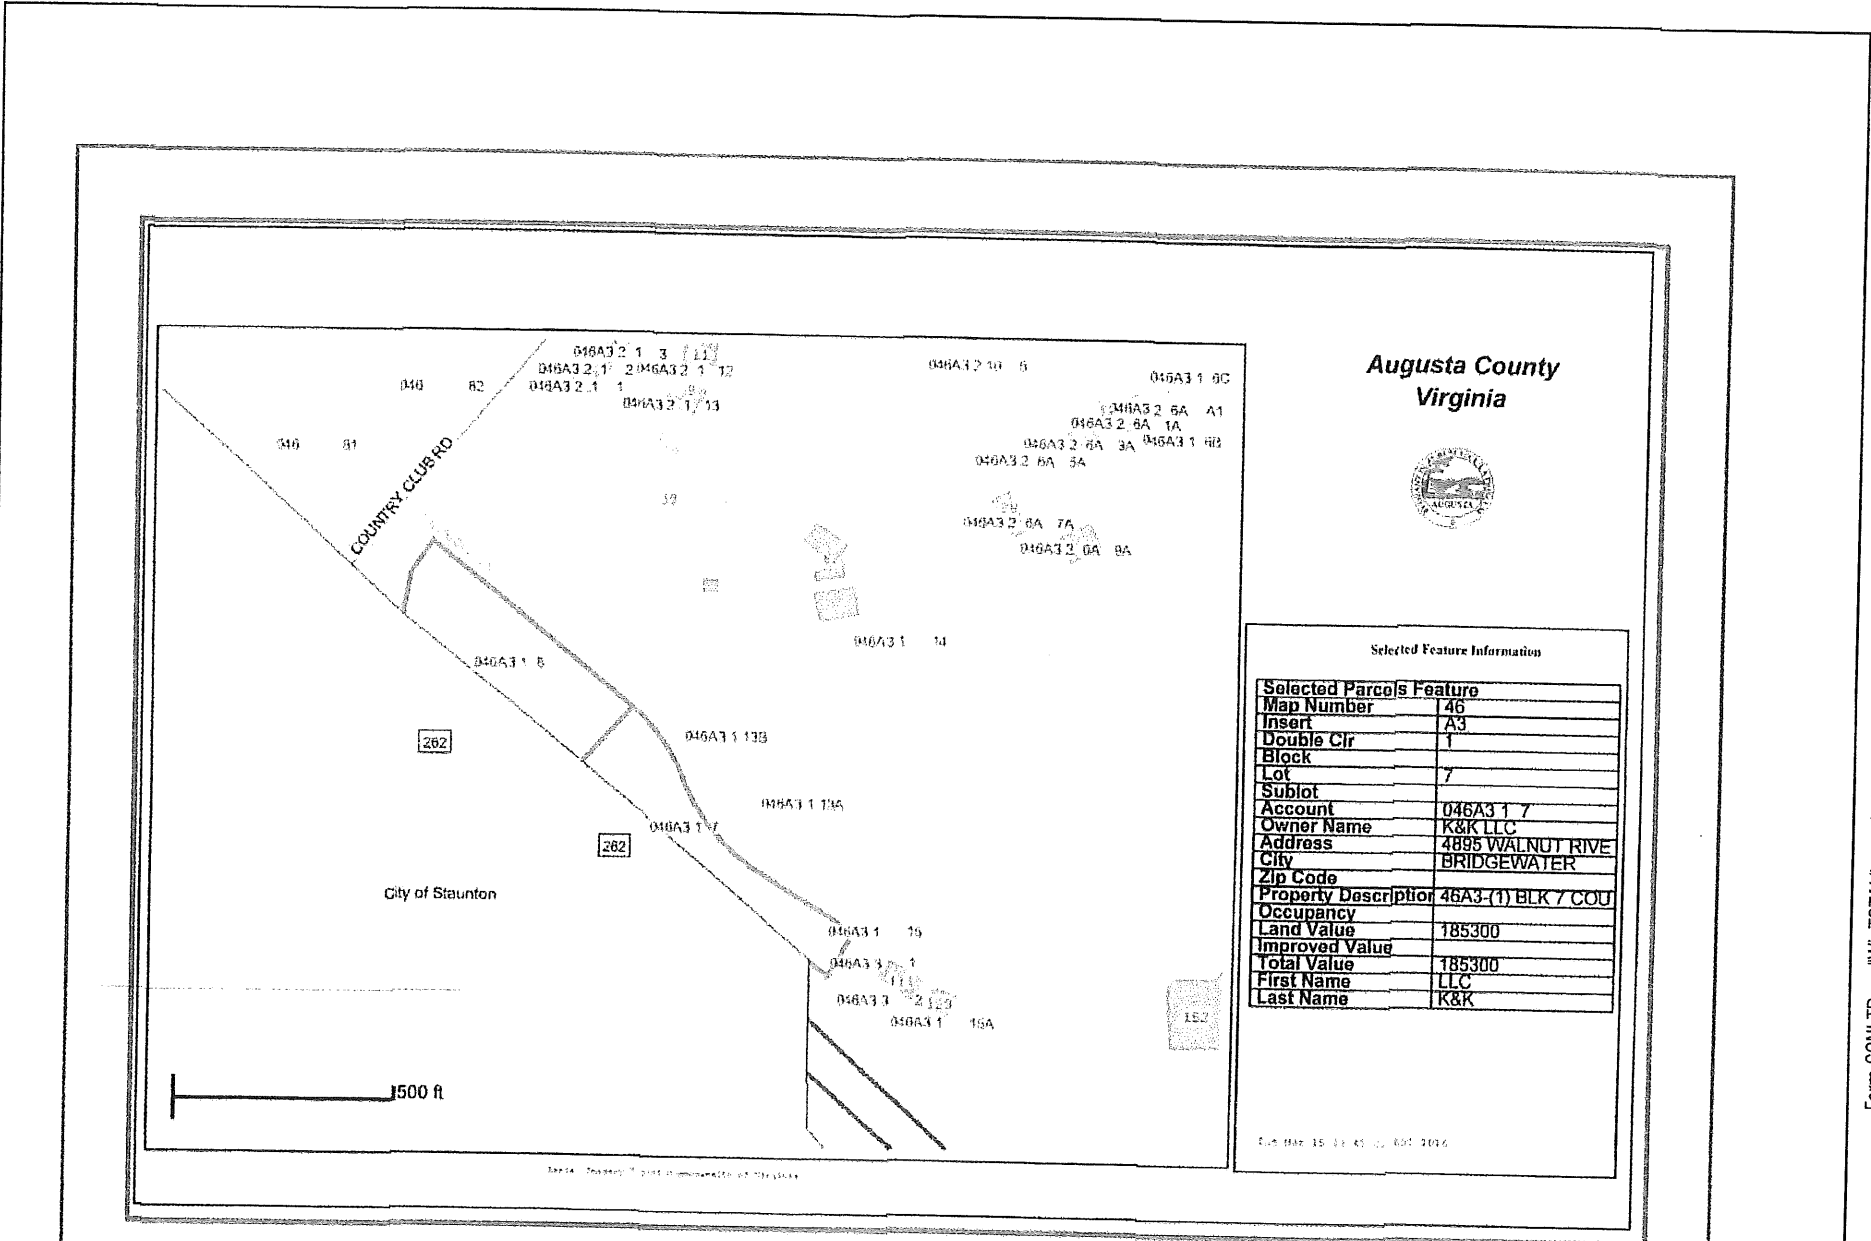 046A3 2 1 3 11
046A3 2 1 2 046A3 2 1 12
046 82 046A3 2 1 1
046A3 2 1 13
046A3 2 10 5
046A3 1 6C
046A3 2 6A A1
046A3 2 6A 1A
046A3 2 6A 3A 046A3 1 6B
046A3 2 6A 5A
046 81
COUNTRY CLUB RD
046A3 2 6A 7A
046A3 2 6A 9A
046A3 1 14
046A3 1 8
046A3 1 13B
262
046A3 1 13A
046A3 1 7
262
City of Staunton
046A3 1 15
046A3 3 1
046A3 3 2
046A3 1 15A
152
500 ft
Augusta County
Virginia
AUGUSTA
Selected Feature Information
Selected Parcels Feature
Map Number 46
Insert A3
Double Cir 1
Block
Lot 7
Sublot
Account 046A3 1 7
Owner Name K&K LLC
Address 4895 WALNUT RIVE
City BRIDGEWATER
Zip Code
Property Description 46A3-(1) BLK 7 COU
Occupancy
Land Value 185300
Improved Value
Total Value 185300
First Name LLC
Last Name K&K